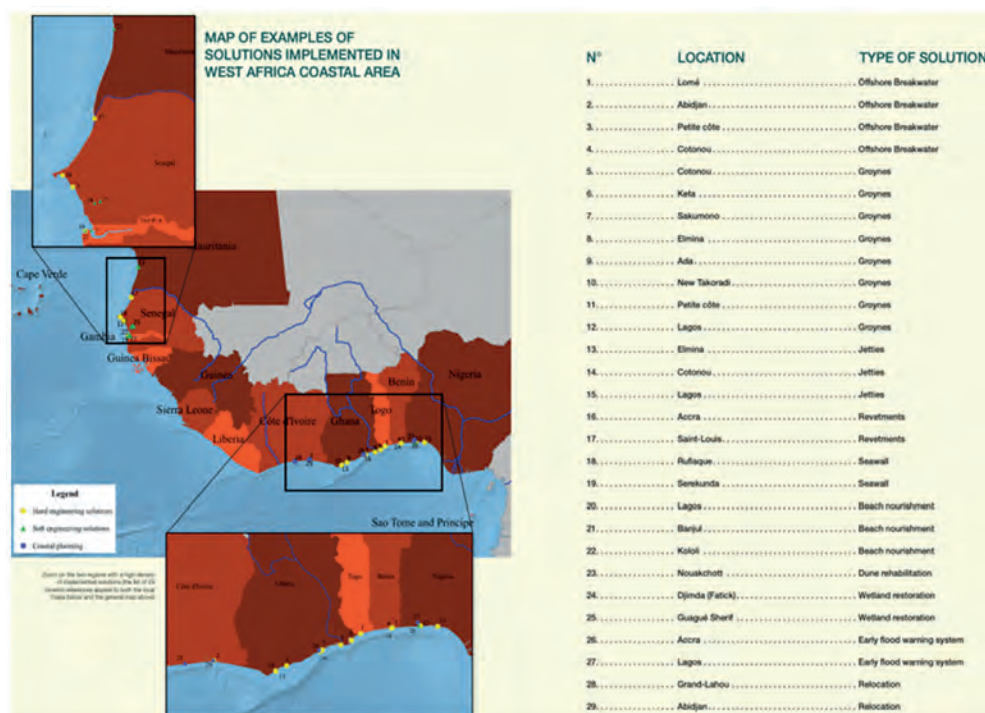 MAP OF EXAMPLES OF
SOLUTIONS IMPLEMENTED IN
WEST AFRICA COASTAL AREA
Senegal
Mauritania
Cape Verde
Senegal
Gambia
Guinea Bissau
Guinea
Sierra Leone
Liberia
Côte d'Ivoire
Ghana
Togo
Benin
Nigeria
Sao Tome and Principe
Legend
Hard engineering solutions
Soft engineering solutions
Coastal planning
Côte d'Ivoire
Ghana
Togo
Benin
Nigeria
N° LOCATION TYPE OF SOLUTION
1. Lomé Offshore Breakwater
2. Abidjan Offshore Breakwater
3. Petite côte Offshore Breakwater
4. Cotonou Offshore Breakwater
5. Cotonou Groynes
6. Keta Groynes
7. Sakumono Groynes
8. Elmina Groynes
9. Ada Groynes
10. New Takoradi Groynes
11. Petite côte Groynes
12. Lagos Groynes
13. Elmina Jetties
14. Cotonou Jetties
15. Lagos Jetties
16. Accra Revetments
17. Saint-Louis Revetments
18. Rufisque Seawall
19. Serekunda Seawall
20. Lagos Beach nourishment
21. Banjul Beach nourishment
22. Kololi Beach nourishment
23. Nouakchott Dune rehabilitation
24. Djimda (Fatick) Wetland restoration
25. Guagué Sherif Wetland restoration
26. Accra Early flood warning system
27. Lagos Early flood warning system
28. Grand-Lahou Relocation
29. Abidjan Relocation